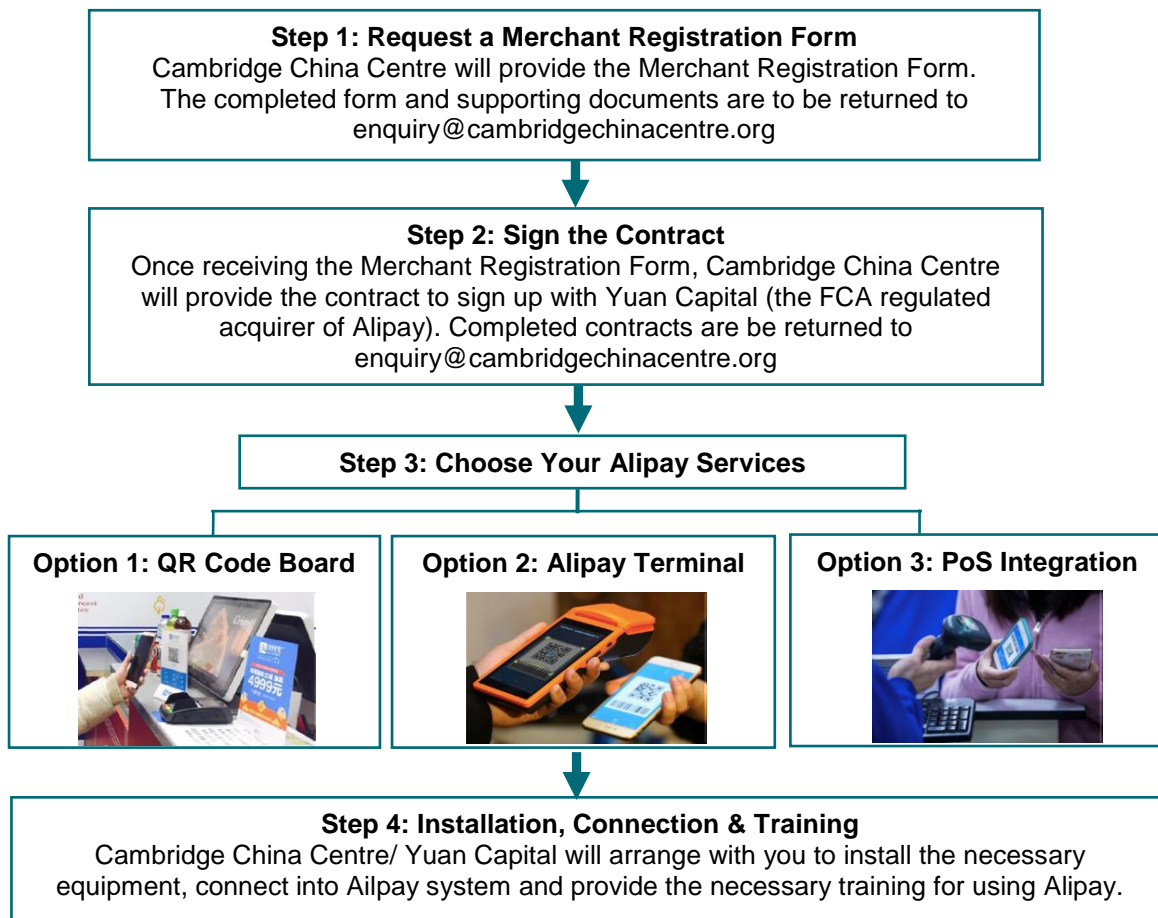 Step 1: Request a Merchant Registration Form
Cambridge China Centre will provide the Merchant Registration Form.
The completed form and supporting documents are to be returned to
enquiry@cambridgechinacentre.org
Step 2: Sign the Contract
Once receiving the Merchant Registration Form, Cambridge China Centre
will provide the contract to sign up with Yuan Capital (the FCA regulated
acquirer of Alipay). Completed contracts are be returned to
enquiry@cambridgechinacentre.org
Step 3: Choose Your Alipay Services
Option 1: QR Code Board
4999元
Option 2: Alipay Terminal
Option 3: PoS Integration
Step 4: Installation, Connection & Training
Cambridge China Centre/ Yuan Capital will arrange with you to install the necessary
equipment, connect into Ailpay system and provide the necessary training for using Alipay.